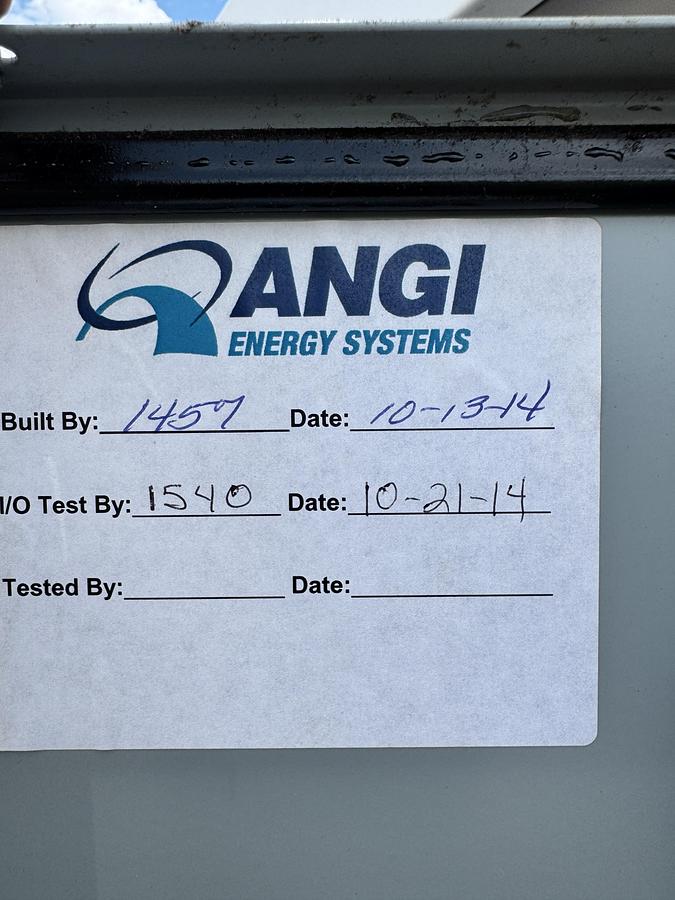 ANGI
ENERGY SYSTEMS
Built By: 1457 Date: 10-13-14
I/O Test By: 1540 Date: 10-21-14
Tested By: Date: